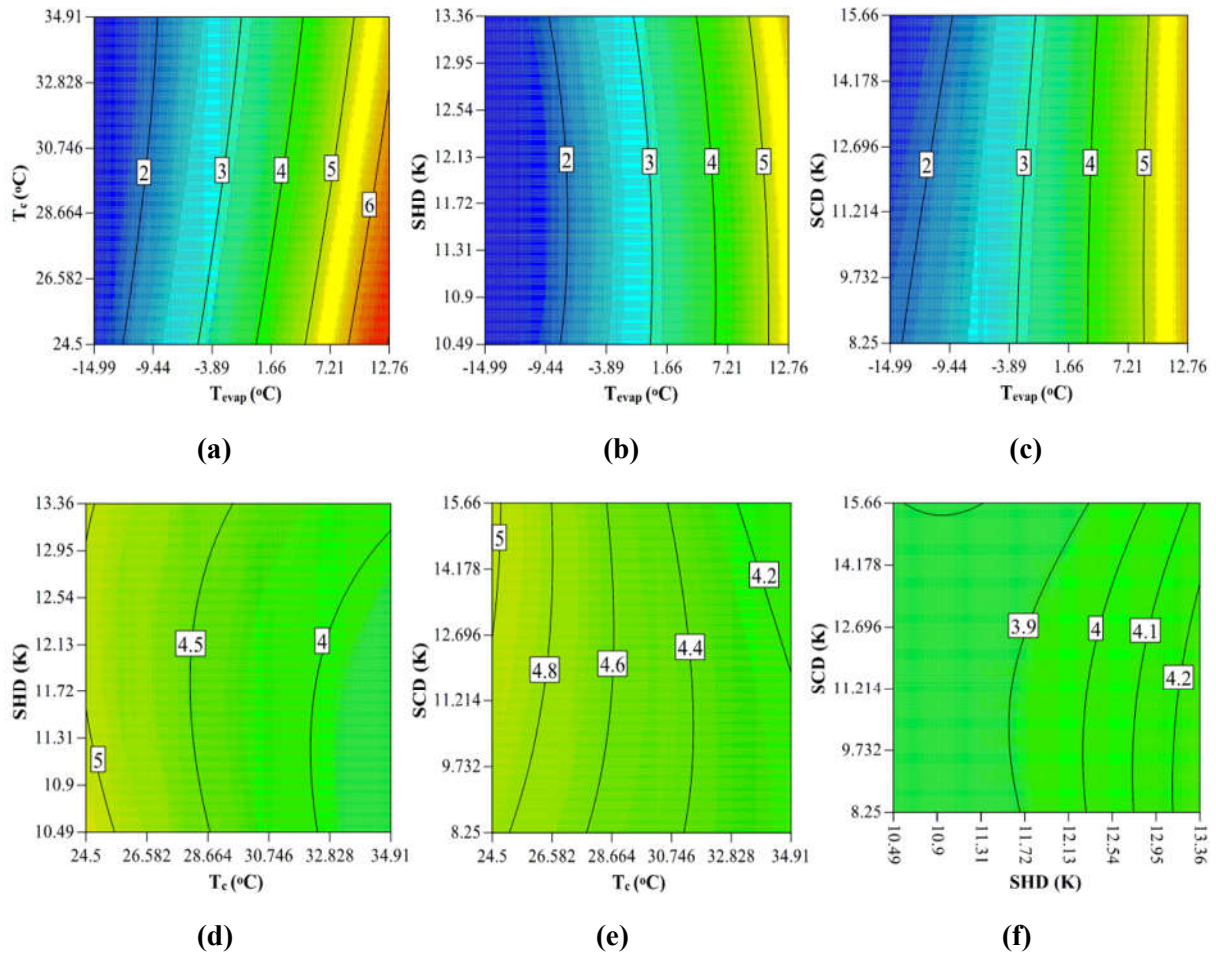 34.91
32.828
30.746
28.664
26.582
24.5
Tc (oC)
2
3
4
5
6
-14.99 -9.44 -3.89 1.66 7.21 12.76
Tevap (oC)
(a)
13.36
12.95
12.54
12.13
11.72
11.31
10.9
10.49
SHD (K)
2
3
4
5
-14.99 -9.44 -3.89 1.66 7.21 12.76
Tevap (oC)
(b)
15.66
14.178
12.696
11.214
9.732
8.25
SCD (K)
2
3
4
5
-14.99 -9.44 -3.89 1.66 7.21 12.76
Tevap (oC)
(c)
13.36
12.95
12.54
12.13
11.72
11.31
10.9
10.49
SHD (K)
4.5
4
5
24.5 26.582 28.664 30.746 32.828 34.91
Tc (oC)
(d)
15.66
14.178
12.696
11.214
9.732
8.25
SCD (K)
5
4.8
4.6
4.4
4.2
24.5 26.582 28.664 30.746 32.828 34.91
Tc (oC)
(e)
15.66
14.178
12.696
11.214
9.732
8.25
SCD (K)
3.9
4
4.1
4.2
10.49 10.9 11.31 11.72 12.13 12.54 12.95 13.36
SHD (K)
(f)